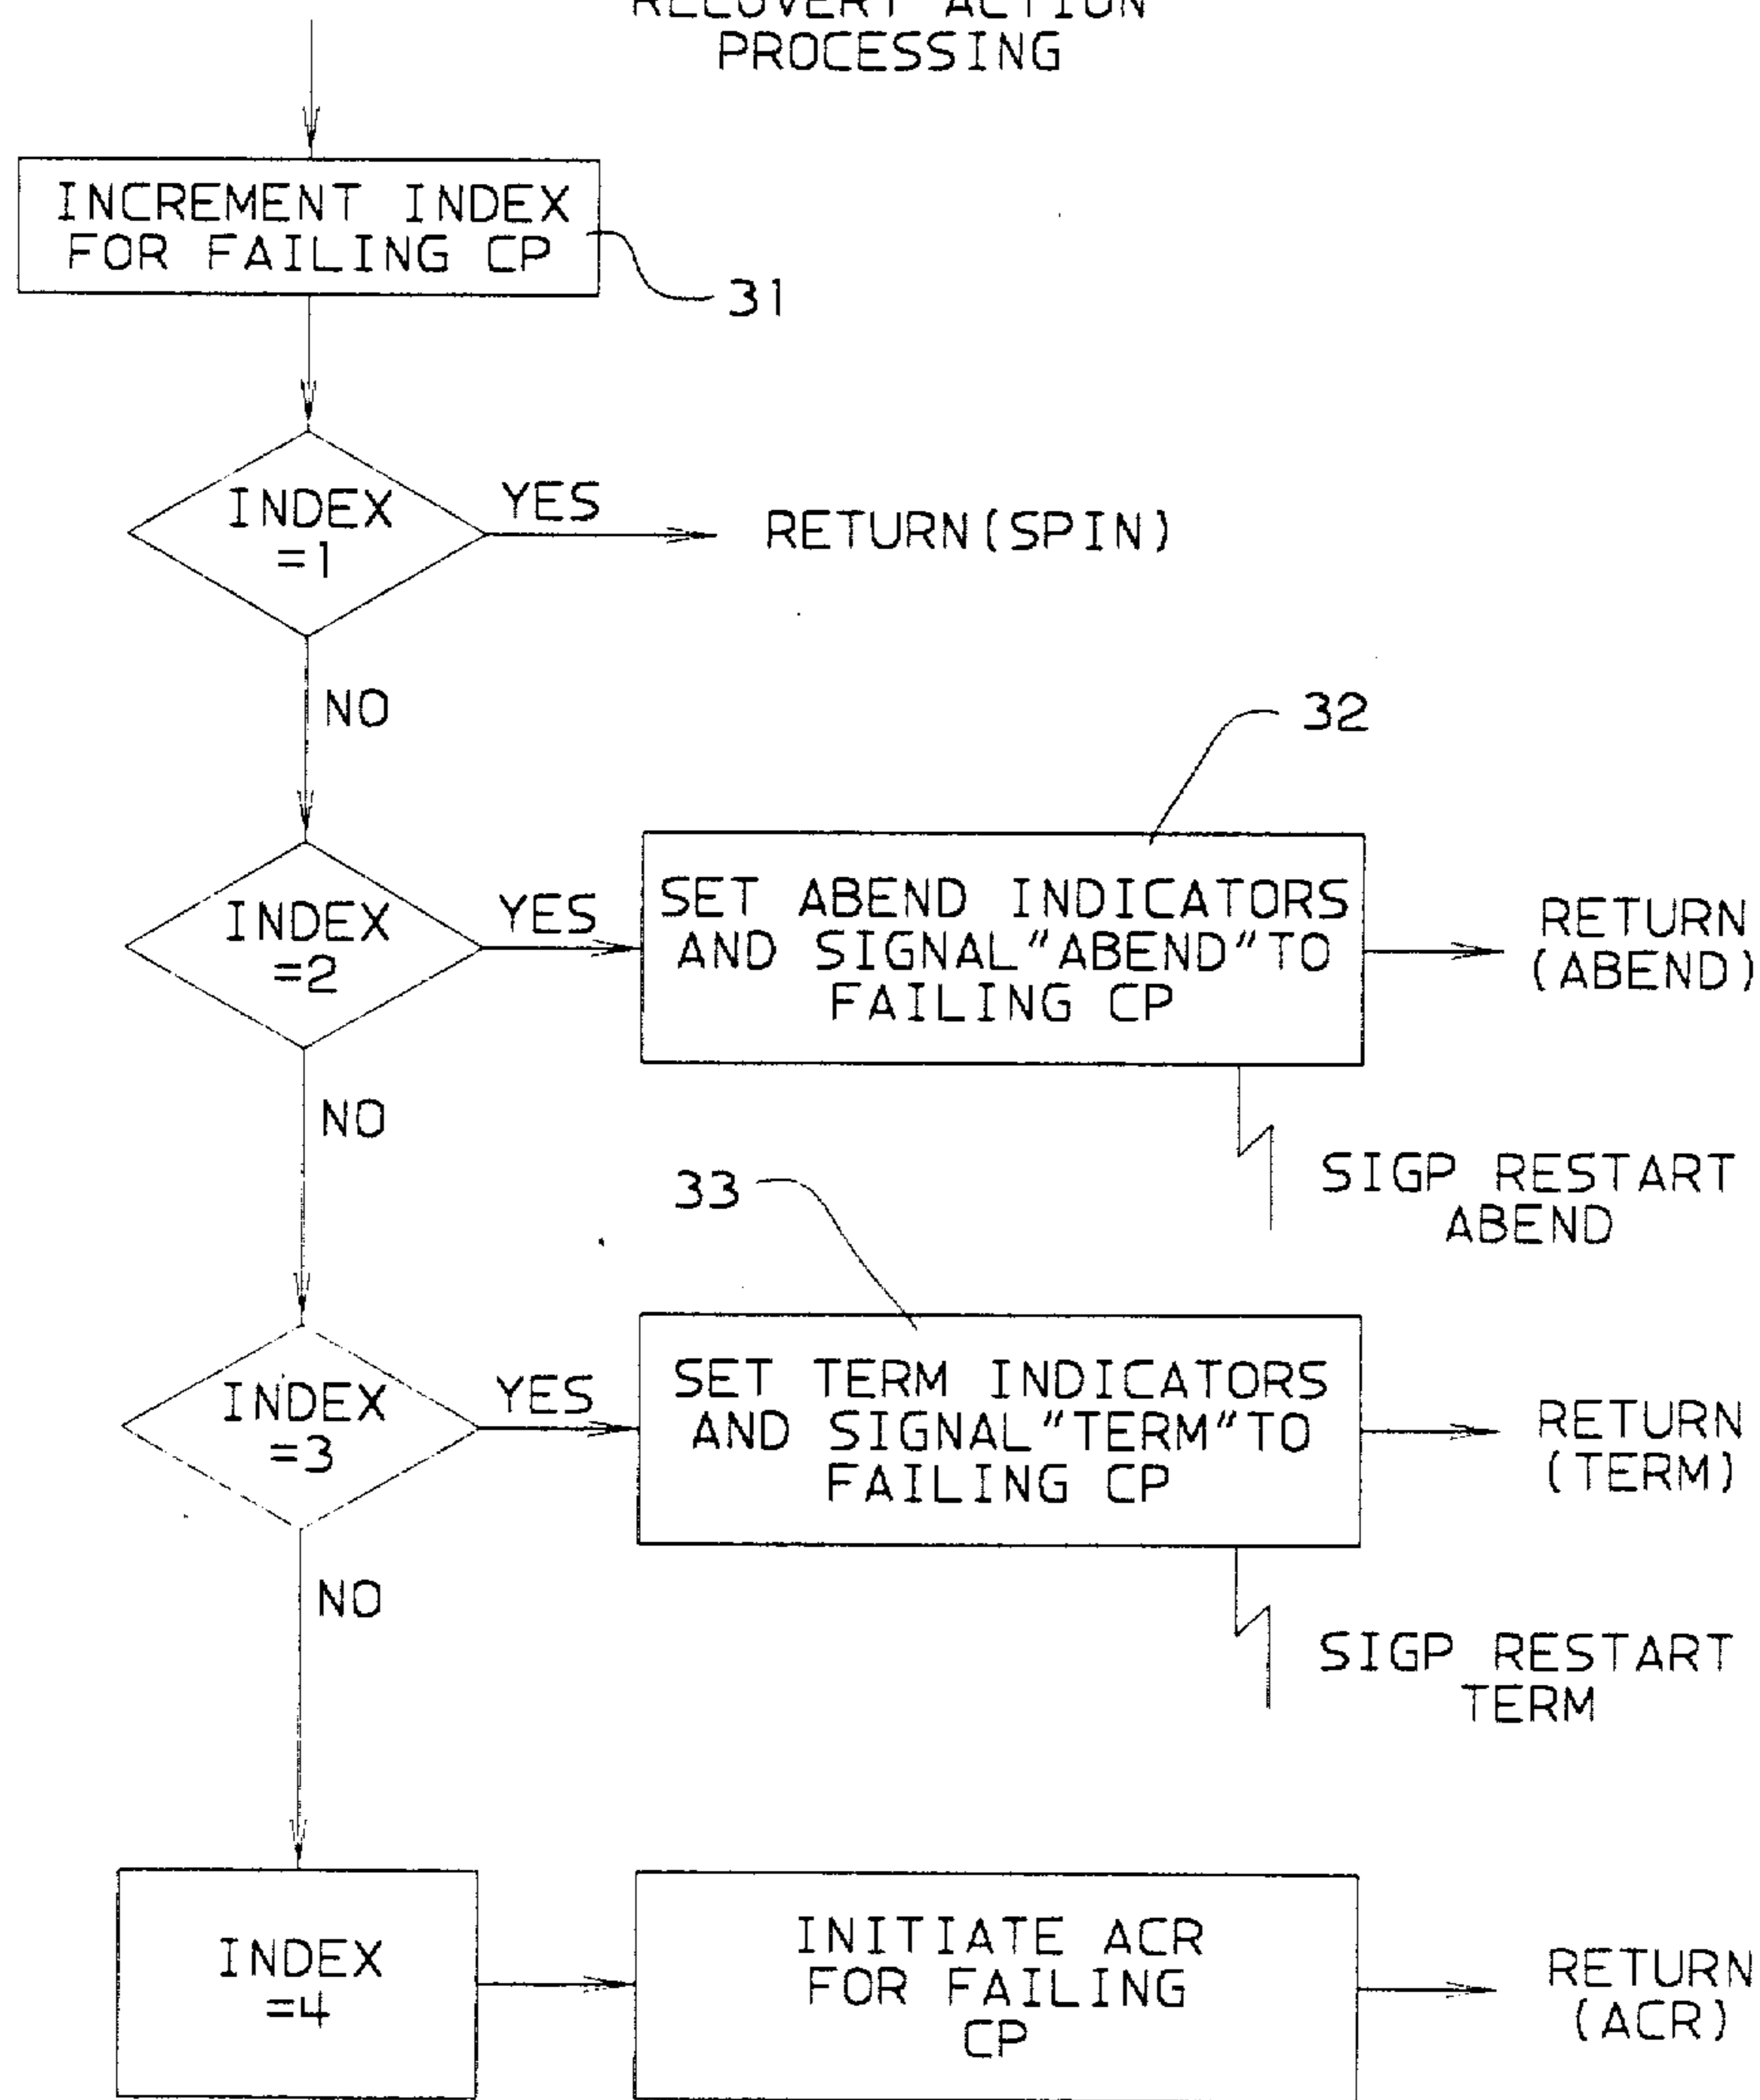 RECOVERY ACTION
PROCESSING
INCREMENT INDEX
FOR FAILING CP
31
INDEX
=1
YES
RETURN(SPIN)
NO
32
INDEX
=2
YES
SET ABEND INDICATORS
AND SIGNAL"ABEND"TO
FAILING CP
RETURN
(ABEND)
NO
SIGP RESTART
ABEND
33
INDEX
=3
YES
SET TERM INDICATORS
AND SIGNAL"TERM"TO
FAILING CP
RETURN
(TERM)
NO
SIGP RESTART
TERM
INDEX
=4
INITIATE ACR
FOR FAILING
CP
RETURN
(ACR)